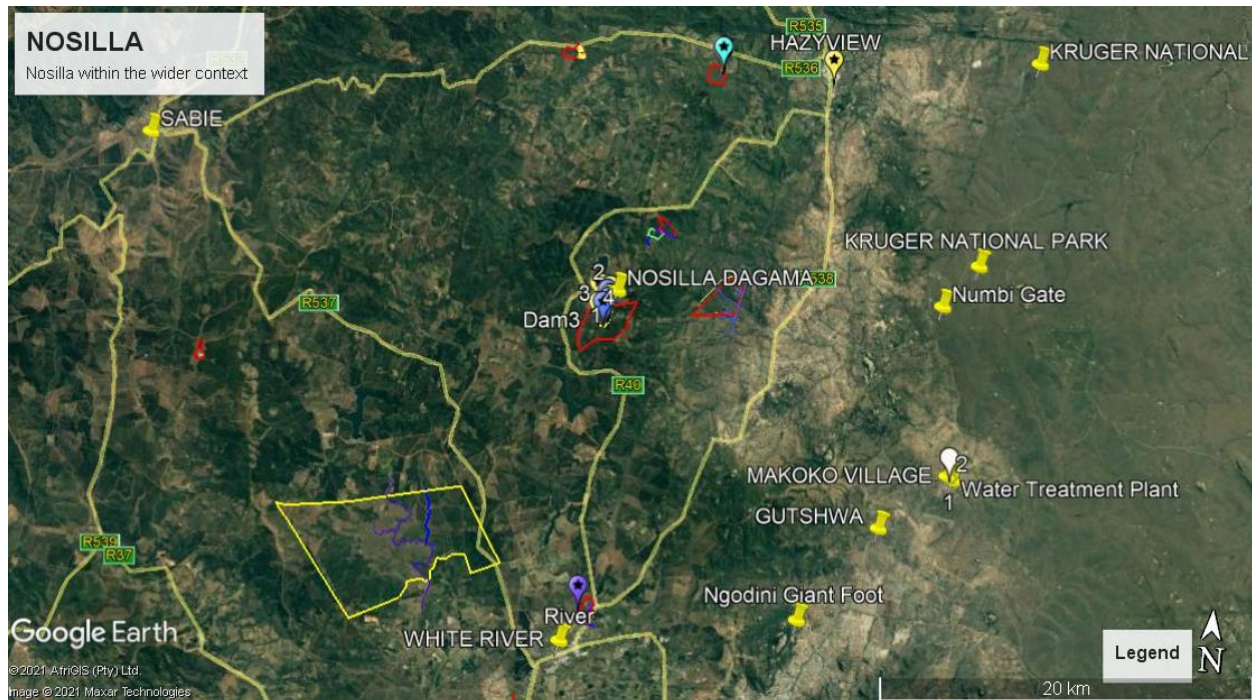 NOSILLA
Nosilla within the wider context
R535
HAZYVIEW
R536
KRUGER NATIONAL
SABIE
KRUGER NATIONAL PARK
2
NOSILLA DAGAMA
R538
3
4
Numbi Gate
R537
Dam3
1
R40
MAKOKO VILLAGE
2
Water Treatment Plant
1
GUTSHWA
R539
R37
Ngodini Giant Foot
River
WHITE RIVER
Google Earth
Legend
N
©2021 AfriGIS (Pty) Ltd.
Image © 2021 Maxar Technologies
20 km